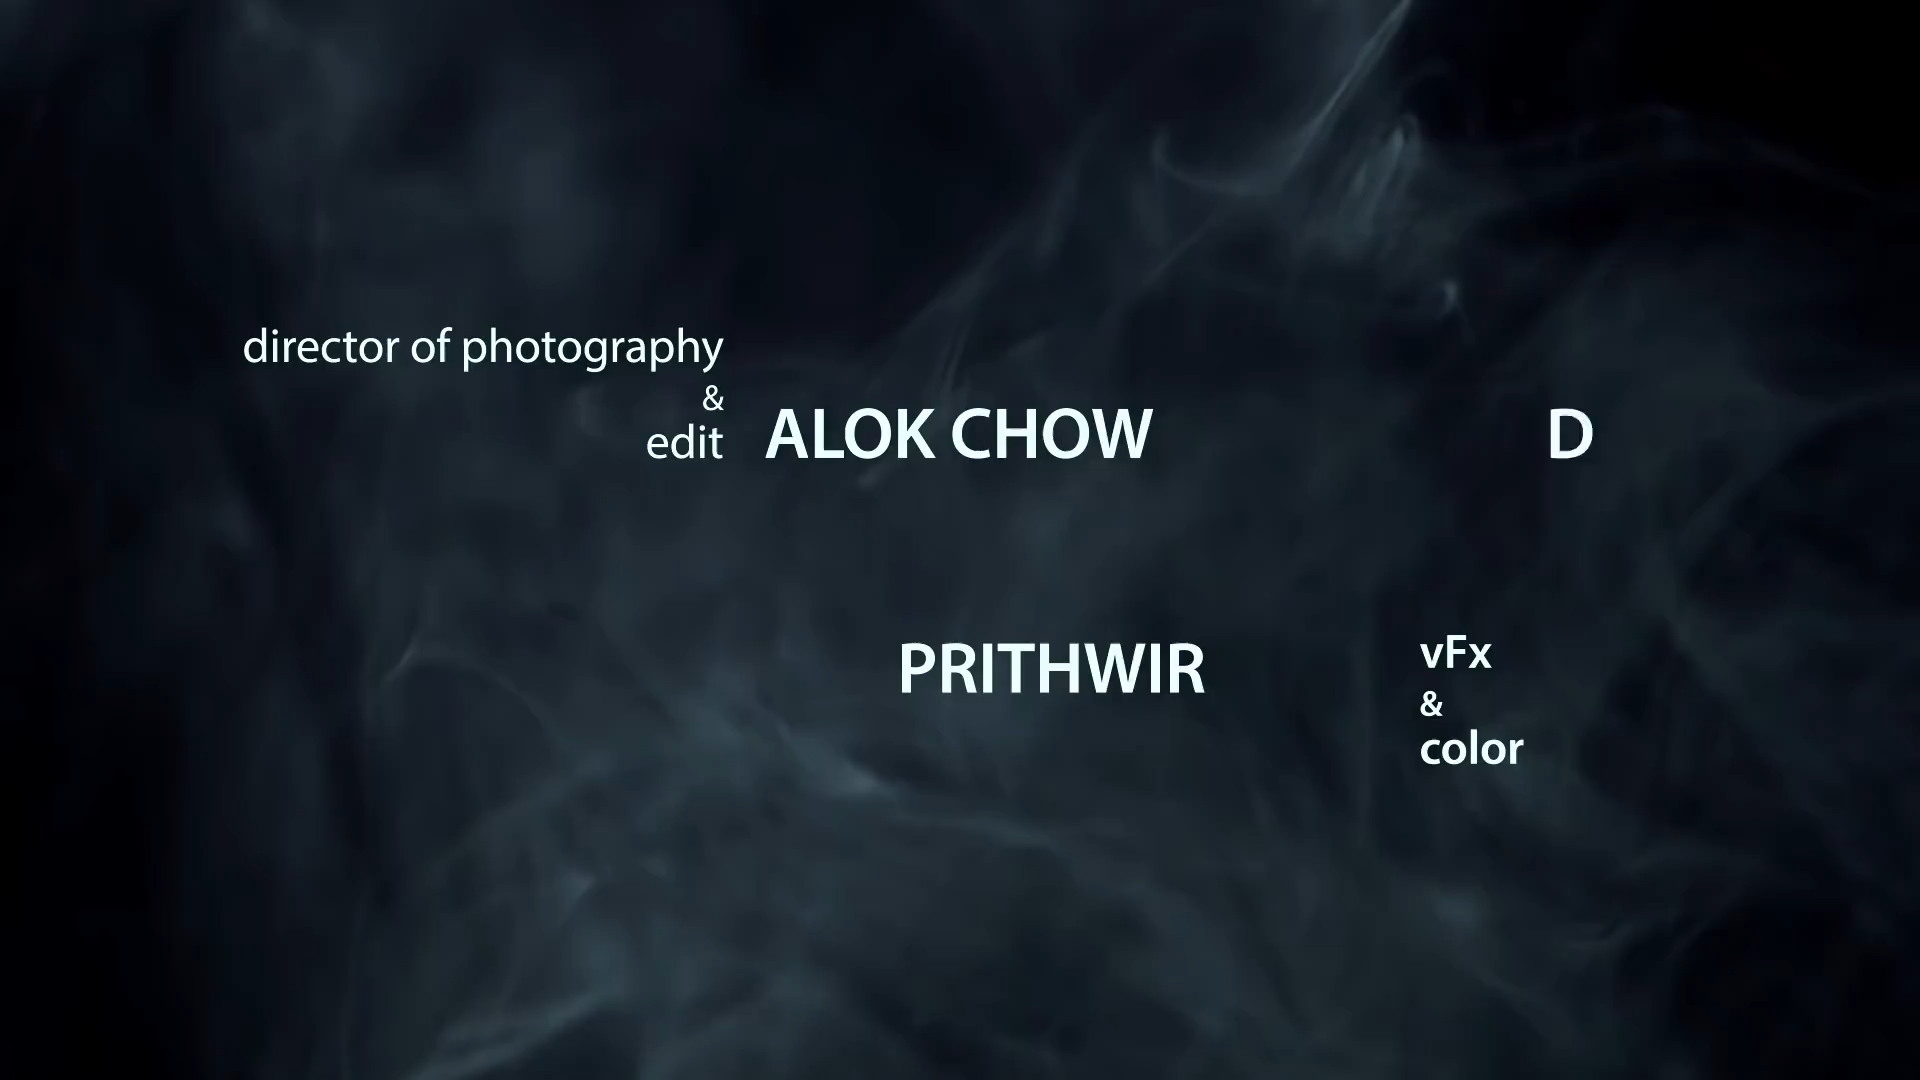 director of photography
&
edit ALOK CHOW D
PRITHWIR vFx
&
color